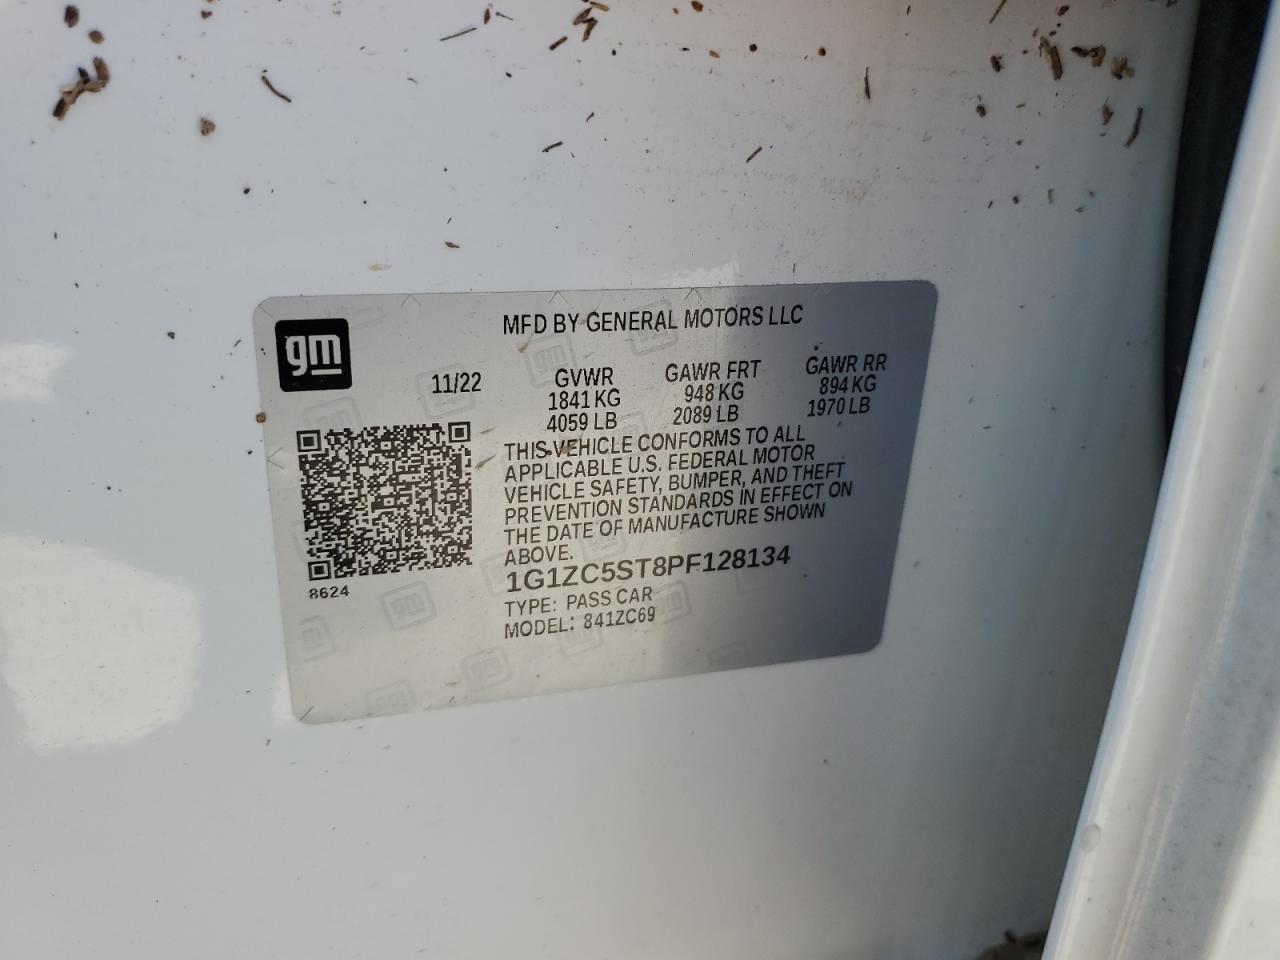 gm
MFD BY GENERAL MOTORS LLC
11/22
GVWR
1841 KG
4059 LB
GAWR FRT
948 KG
2089 LB
GAWR RR
894 KG
1970 LB
THIS VEHICLE CONFORMS TO ALL
APPLICABLE U.S. FEDERAL MOTOR
VEHICLE SAFETY, BUMPER, AND THEFT
PREVENTION STANDARDS IN EFFECT ON
THE DATE OF MANUFACTURE SHOWN
ABOVE.
8624
1G1ZC5ST8PF128134
TYPE: PASS CAR
MODEL: 841ZC69